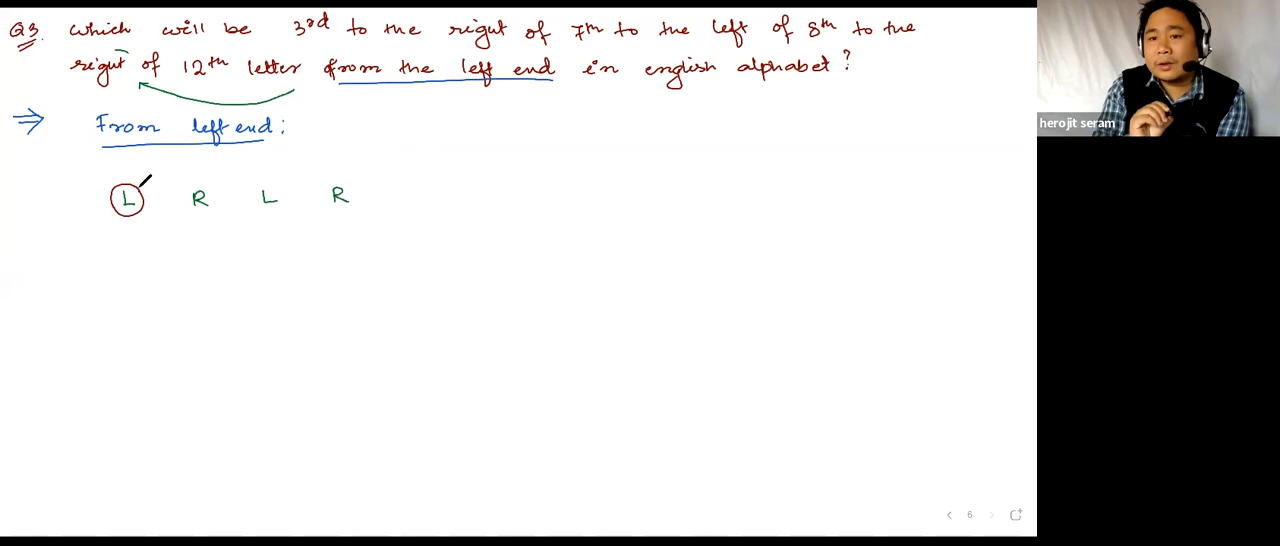 Q3. Which will be 3rd to the right of 7th to the left of 8th to the
right of 12th letter from the left end in english alphabet ?
⇒ From left end :
L R L R
herojit seram
6